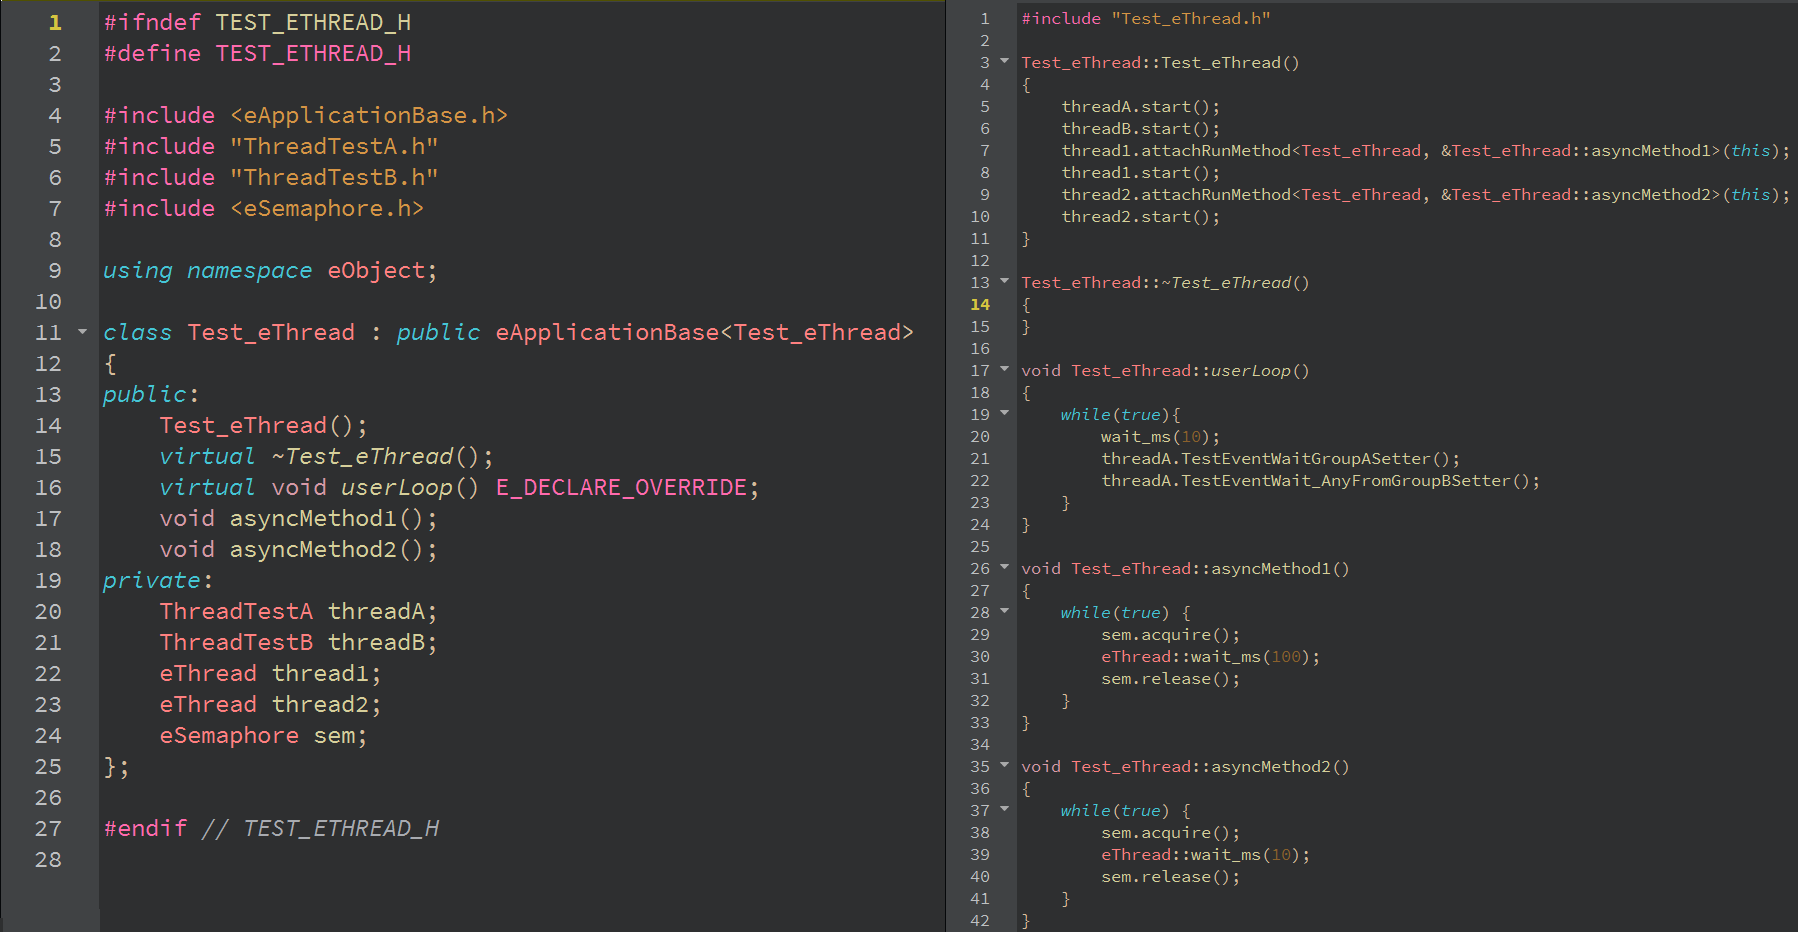 1 #ifndef TEST_ETHREAD_H
2 #define TEST_ETHREAD_H
3
4 #include <eApplicationBase.h>
5 #include "ThreadTestA.h"
6 #include "ThreadTestB.h"
7 #include <eSemaphore.h>
8
9 using namespace eObject;
10
11 class Test_eThread : public eApplicationBase<Test_eThread>
12 {
13 public:
14     Test_eThread();
15     virtual ~Test_eThread();
16     virtual void userLoop() E_DECLARE_OVERRIDE;
17     void asyncMethod1();
18     void asyncMethod2();
19 private:
20     ThreadTestA threadA;
21     ThreadTestB threadB;
22     eThread thread1;
23     eThread thread2;
24     eSemaphore sem;
25 };
26
27 #endif // TEST_ETHREAD_H
28
1 #include "Test_eThread.h"
2
3 Test_eThread::Test_eThread()
4 {
5     threadA.start();
6     threadB.start();
7     thread1.attachRunMethod<Test_eThread, &Test_eThread::asyncMethod1>(this);
8     thread1.start();
9     thread2.attachRunMethod<Test_eThread, &Test_eThread::asyncMethod2>(this);
10     thread2.start();
11 }
12
13 Test_eThread::~Test_eThread()
14 {
15 }
16
17 void Test_eThread::userLoop()
18 {
19     while(true){
20         wait_ms(10);
21         threadA.TestEventWaitGroupASetter();
22         threadA.TestEventWait_AnyFromGroupBSetter();
23     }
24 }
25
26 void Test_eThread::asyncMethod1()
27 {
28     while(true) {
29         sem.acquire();
30         eThread::wait_ms(100);
31         sem.release();
32     }
33 }
34
35 void Test_eThread::asyncMethod2()
36 {
37     while(true) {
38         sem.acquire();
39         eThread::wait_ms(10);
40         sem.release();
41     }
42 }